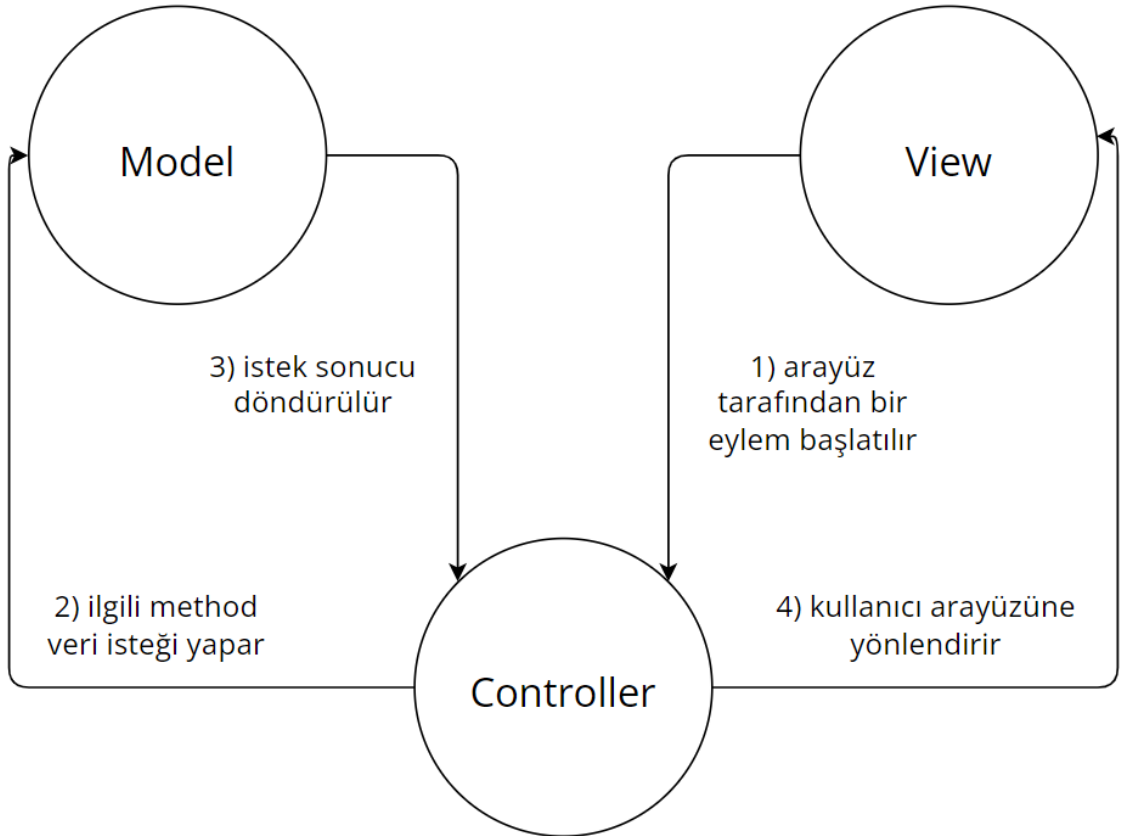 Model
View
3) istek sonucu
döndürülür
1) arayüz
tarafından bir
eylem başlatılır
2) ilgili method
veri isteği yapar
4) kullanıcı arayüzüne
yönlendirir
Controller